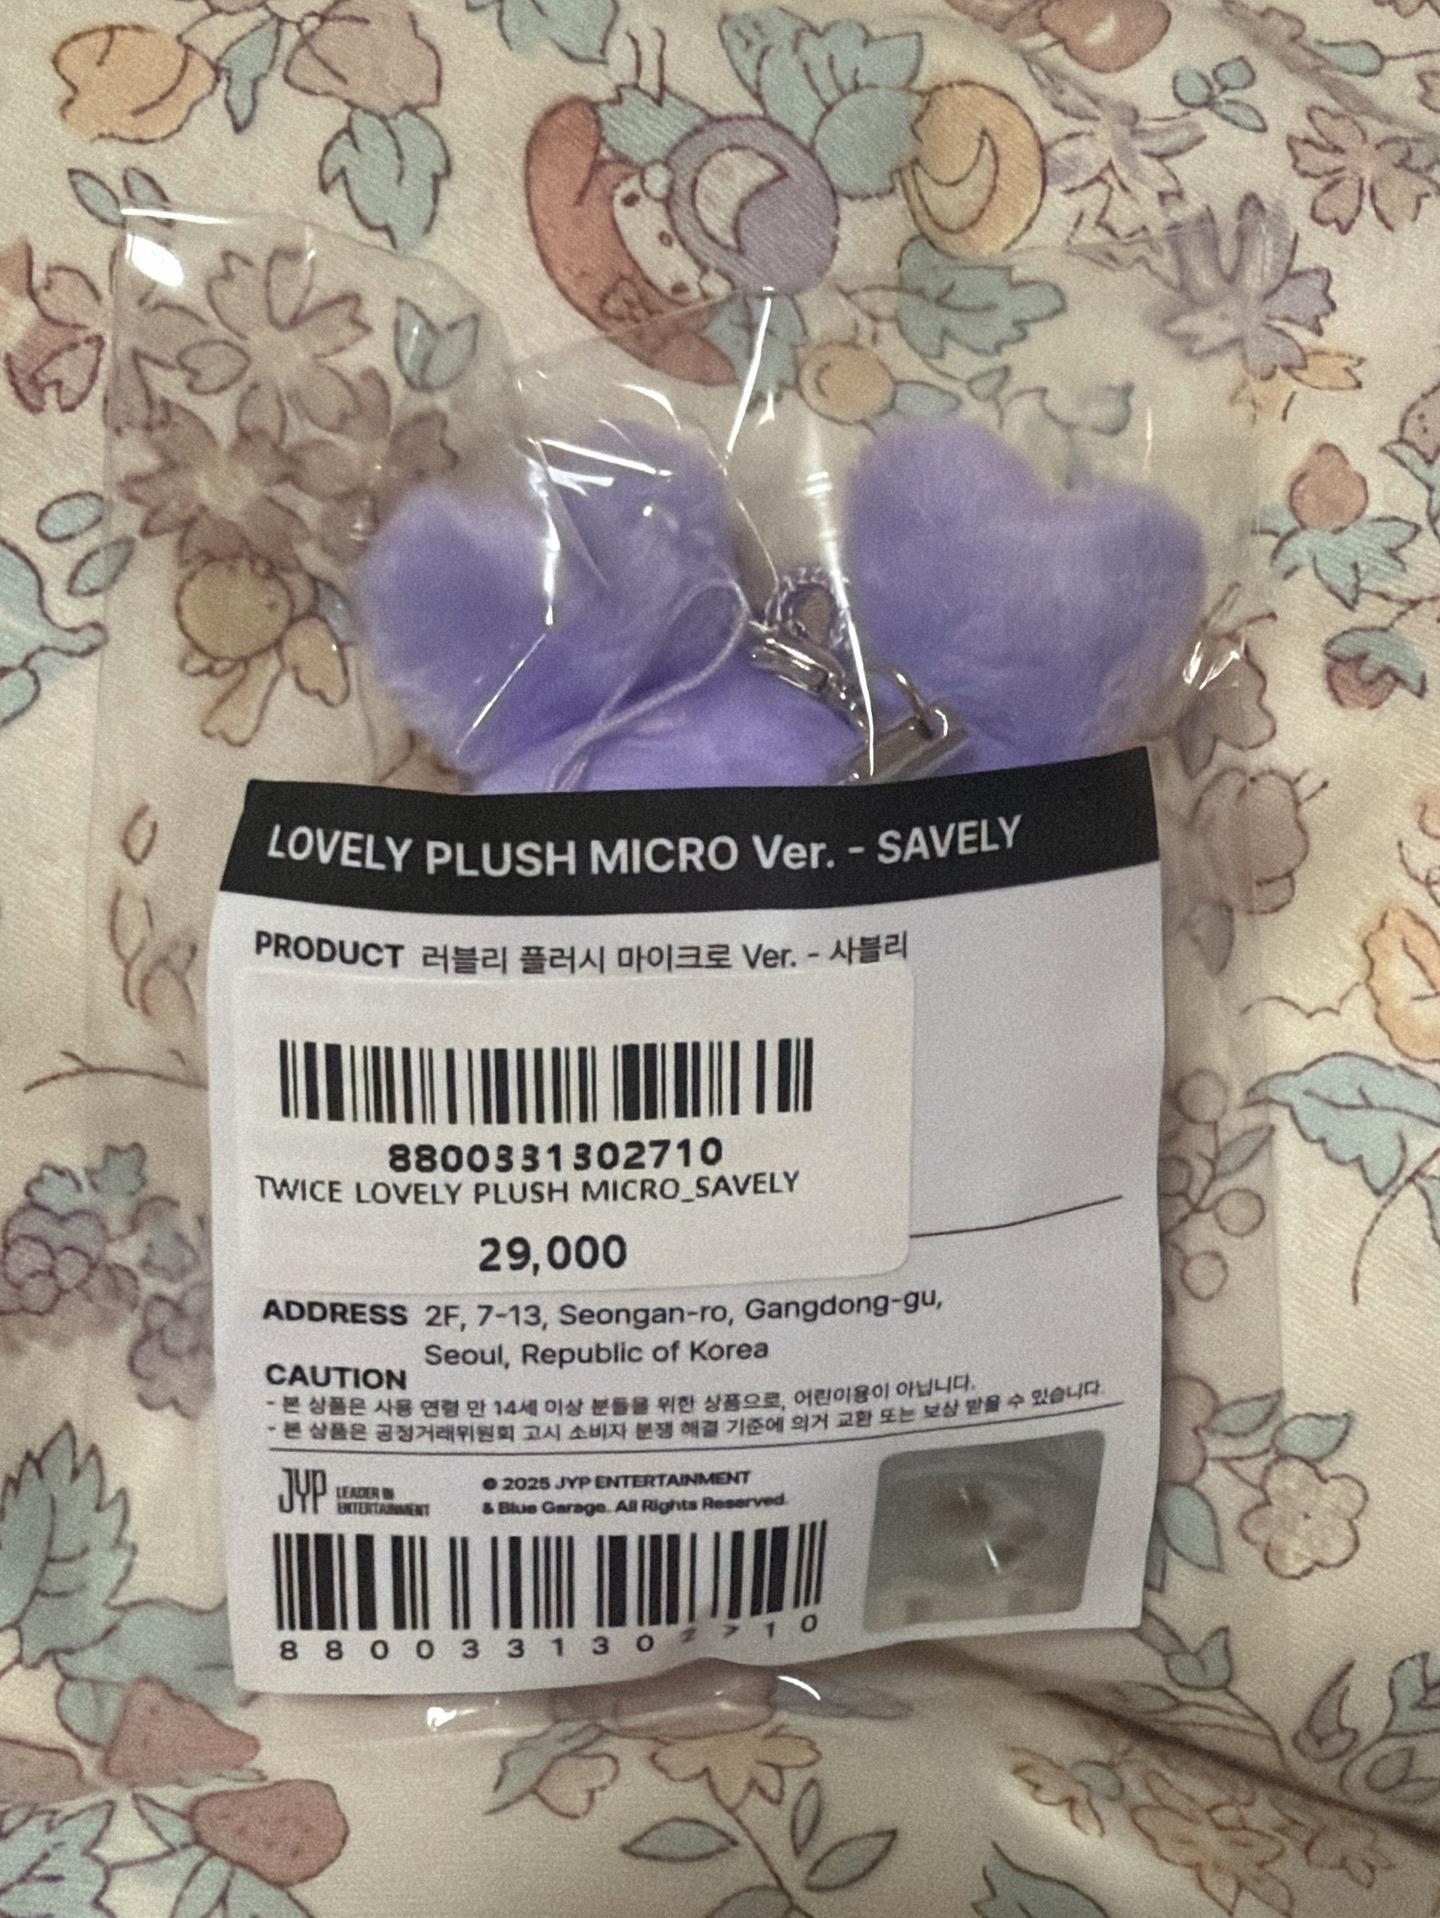 LOVELY PLUSH MICRO Ver. - SAVELY
PRODUCT 러블리 플러시 마이크로 Ver. - 사블리
8800331302710
TWICE LOVELY PLUSH MICRO_SAVELY
29,000
ADDRESS 2F, 7-13, Seongan-ro, Gangdong-gu,
Seoul, Republic of Korea
CAUTION
- 본 상품은 사용 연령 만 14세 이상 분들을 위한 상품으로, 어린이용이 아닙니다.
- 본 상품은 공정거래위원회 고시 소비자 분쟁 해결 기준에 의거 교환 또는 보상 받을 수 있습니다.
JYP LEADER IN
ENTERTAINMENT
© 2025 JYP ENTERTAINMENT
& Blue Garage. All Rights Reserved.
8800331302710